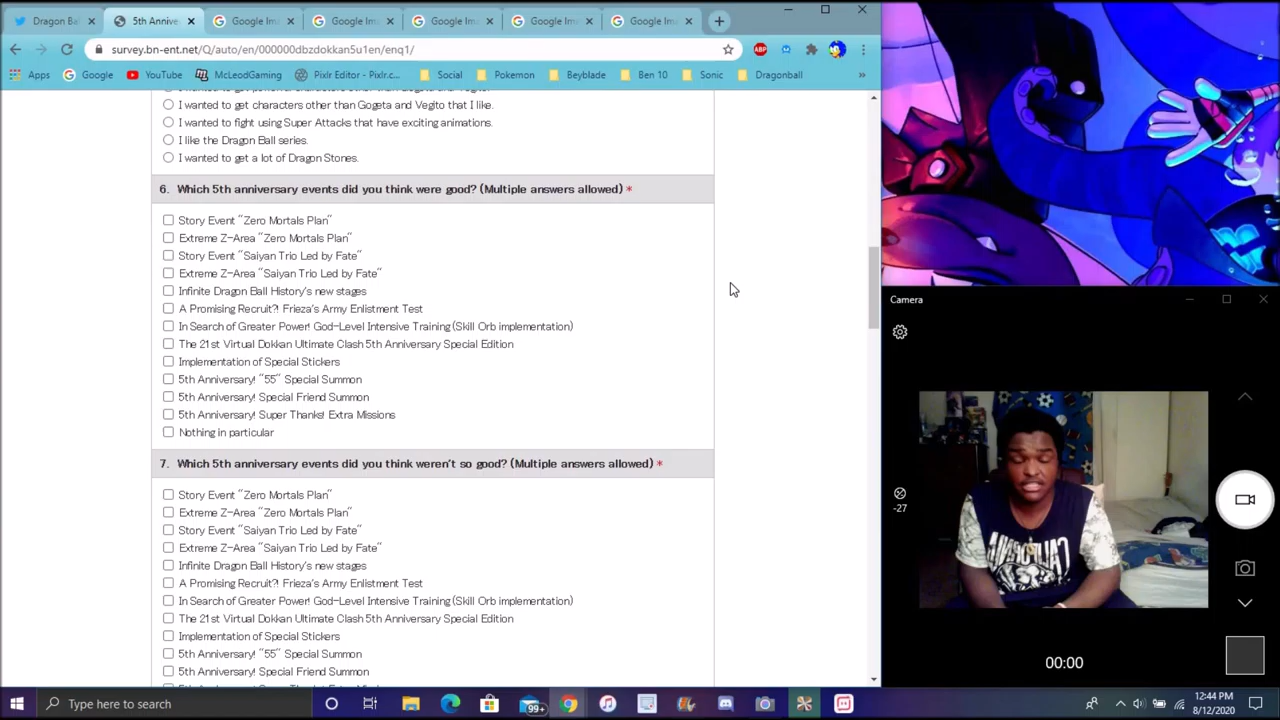 Dragon Ba
5th Annive
Google Im
Google Ima
Google Im
Google Ima
Google Im
survey.bn-ent.net/Q/auto/en/000000dbzdokkan5u1en/enq1/
ABP
Apps
Google
YouTube
McLeodGaming
Pixlr Editor - Pixlr.c...
Social
Pokemon
Beyblade
Ben 10
Sonic
Dragonball
»
I wanted to get characters other than Gogeta and Vegito that I like.
I wanted to fight using Super Attacks that have exciting animations.
I like the Dragon Ball series.
I wanted to get a lot of Dragon Stones.
6. Which 5th anniversary events did you think were good? (Multiple answers allowed) *
Story Event "Zero Mortals Plan"
Extreme Z-Area "Zero Mortals Plan"
Story Event "Saiyan Trio Led by Fate"
Extreme Z-Area "Saiyan Trio Led by Fate"
Infinite Dragon Ball History's new stages
A Promising Recruit?! Frieza's Army Enlistment Test
In Search of Greater Power! God-Level Intensive Training (Skill Orb implementation)
The 21st Virtual Dokkan Ultimate Clash 5th Anniversary Special Edition
Implementation of Special Stickers
5th Anniversary! "55" Special Summon
5th Anniversary! Special Friend Summon
5th Anniversary! Super Thanks! Extra Missions
Nothing in particular
7. Which 5th anniversary events did you think weren't so good? (Multiple answers allowed) *
Story Event "Zero Mortals Plan"
Extreme Z-Area "Zero Mortals Plan"
Story Event "Saiyan Trio Led by Fate"
Extreme Z-Area "Saiyan Trio Led by Fate"
Infinite Dragon Ball History's new stages
A Promising Recruit?! Frieza's Army Enlistment Test
In Search of Greater Power! God-Level Intensive Training (Skill Orb implementation)
The 21st Virtual Dokkan Ultimate Clash 5th Anniversary Special Edition
Implementation of Special Stickers
5th Anniversary! "55" Special Summon
5th Anniversary! Special Friend Summon
Camera
-27
00:00
Type here to search
99+
12:44 PM
8/12/2020